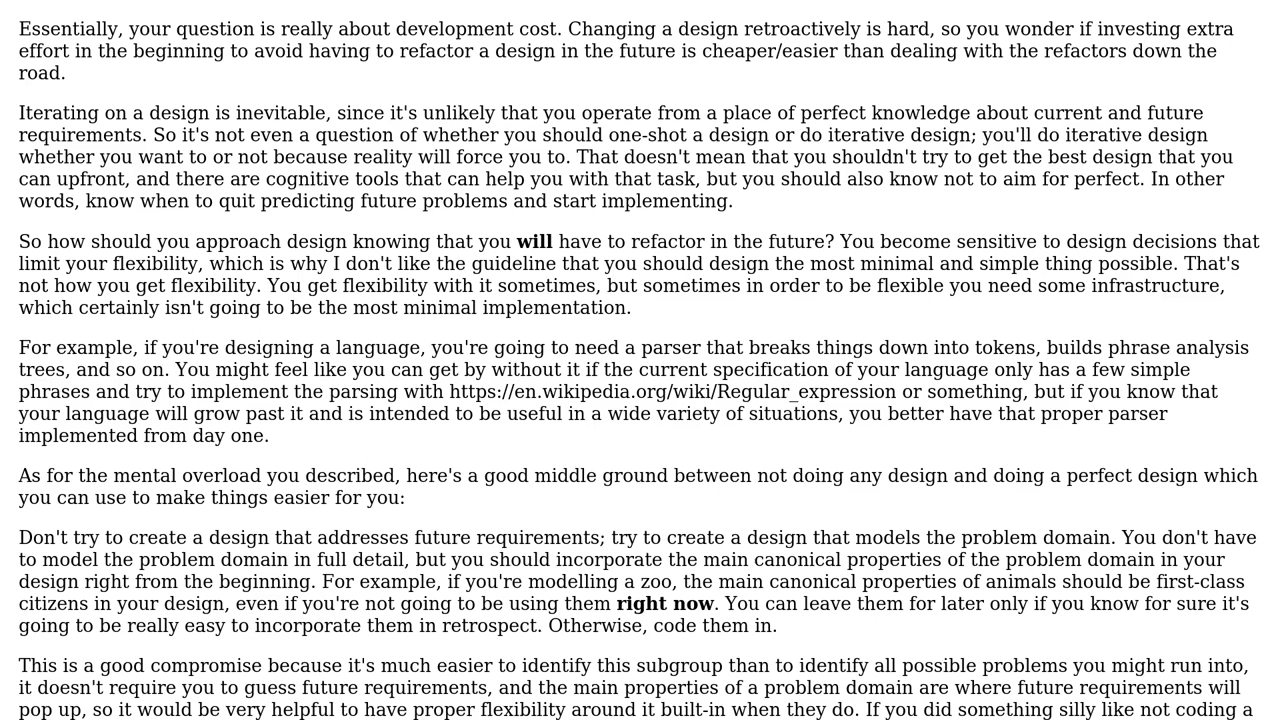 Essentially, your question is really about development cost. Changing a design retroactively is hard, so you wonder if investing extra
effort in the beginning to avoid having to refactor a design in the future is cheaper/easier than dealing with the refactors down the
road.
Iterating on a design is inevitable, since it's unlikely that you operate from a place of perfect knowledge about current and future
requirements. So it's not even a question of whether you should one-shot a design or do iterative design; you'll do iterative design
whether you want to or not because reality will force you to. That doesn't mean that you shouldn't try to get the best design that you
can upfront, and there are cognitive tools that can help you with that task, but you should also know not to aim for perfect. In other
words, know when to quit predicting future problems and start implementing.
So how should you approach design knowing that you will have to refactor in the future? You become sensitive to design decisions that
limit your flexibility, which is why I don't like the guideline that you should design the most minimal and simple thing possible. That's
not how you get flexibility. You get flexibility with it sometimes, but sometimes in order to be flexible you need some infrastructure,
which certainly isn't going to be the most minimal implementation.
For example, if you're designing a language, you're going to need a parser that breaks things down into tokens, builds phrase analysis
trees, and so on. You might feel like you can get by without it if the current specification of your language only has a few simple
phrases and try to implement the parsing with https://en.wikipedia.org/wiki/Regular_expression or something, but if you know that
your language will grow past it and is intended to be useful in a wide variety of situations, you better have that proper parser
implemented from day one.
As for the mental overload you described, here's a good middle ground between not doing any design and doing a perfect design which
you can use to make things easier for you:
Don't try to create a design that addresses future requirements; try to create a design that models the problem domain. You don't have
to model the problem domain in full detail, but you should incorporate the main canonical properties of the problem domain in your
design right from the beginning. For example, if you're modelling a zoo, the main canonical properties of animals should be first-class
citizens in your design, even if you're not going to be using them right now. You can leave them for later only if you know for sure it's
going to be really easy to incorporate them in retrospect. Otherwise, code them in.
This is a good compromise because it's much easier to identify this subgroup than to identify all possible problems you might run into,
it doesn't require you to guess future requirements, and the main properties of a problem domain are where future requirements will
pop up, so it would be very helpful to have proper flexibility around it built-in when they do. If you did something silly like not coding a